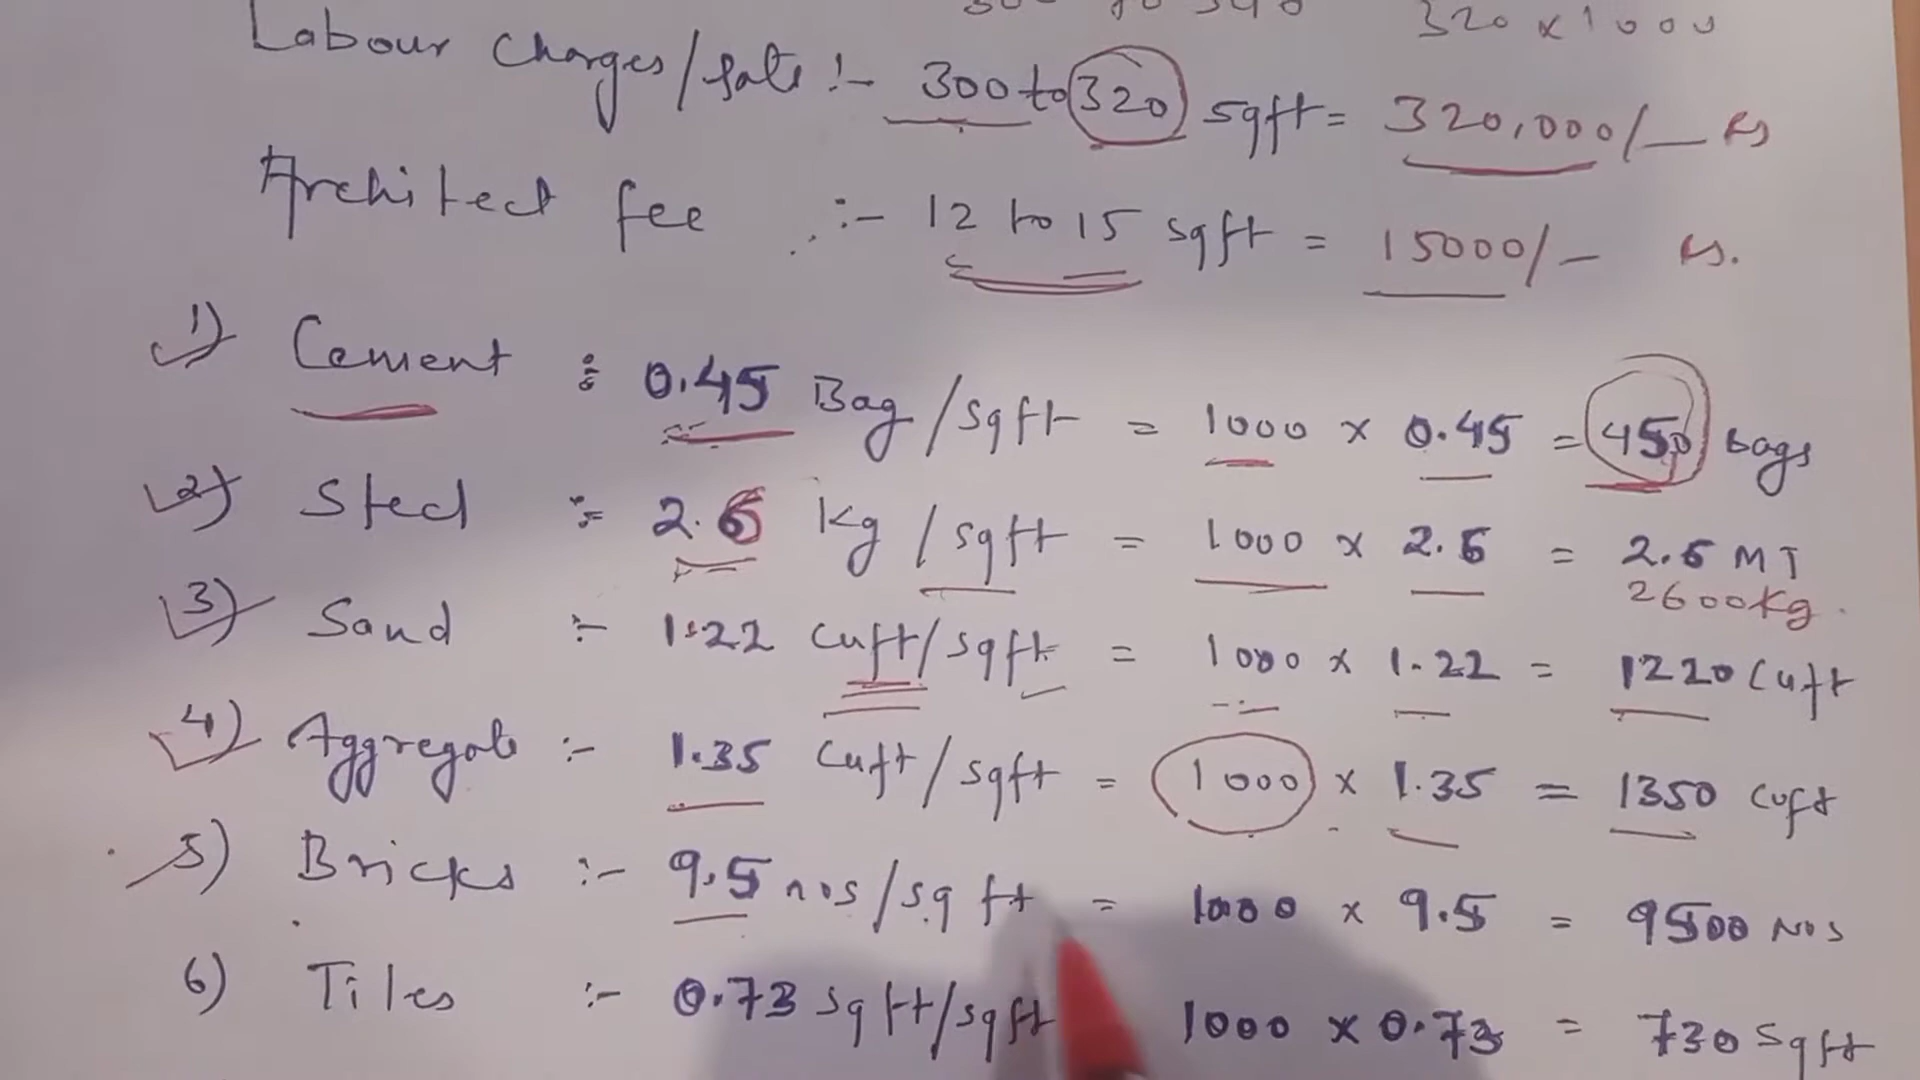 320 x 1000
Labour Charges/rate :- 300 to 320 sqft = 320,000/- Rs
Architect fee :- 12 to 15 sqft = 15000/- Rs.
1) Cement : 0.45 Bag/sqft = 1000 x 0.45 = 450 Bags
2) Steel :- 2.6 Kg/sqft = 1000 x 2.6 = 2.6 MT
2600Kg.
3) Sand :- 1.22 Cuft/sqft = 1000 x 1.22 = 1220 Cuft
4) Aggregate :- 1.35 Cuft/sqft = 1000 x 1.35 = 1350 Cuft
5) Bricks :- 9.5 nos/sqft = 1000 x 9.5 = 9500 Nos
6) Tiles :- 0.73 sqft/sqft 1000 x 0.73 = 730 Sqft